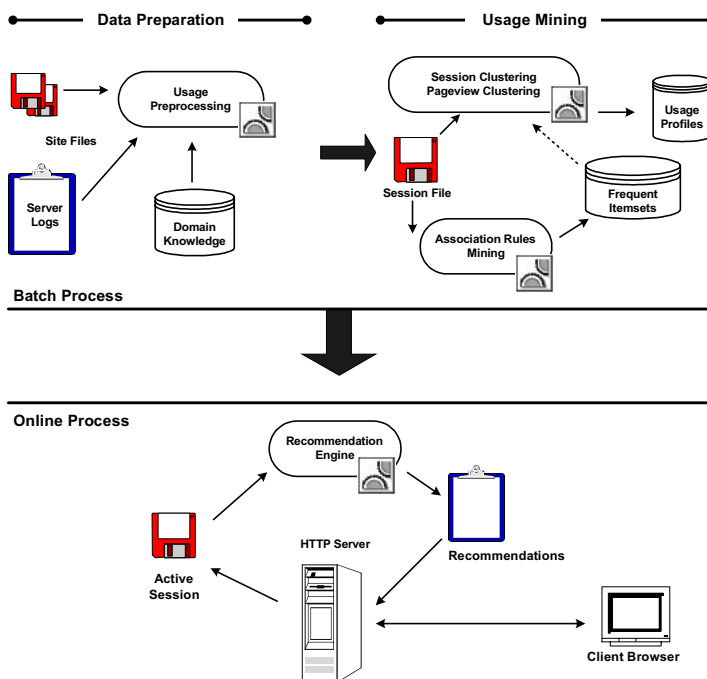 Data Preparation
Usage Mining
Usage
Preprocessing
Site Files
Server
Logs
Domain
Knowledge
Session Clustering
Pageview Clustering
Usage
Profiles
Session File
Frequent
Itemsets
Association Rules
Mining
Batch Process
Online Process
Recommendation
Engine
Recommendations
HTTP Server
Active
Session
Client Browser